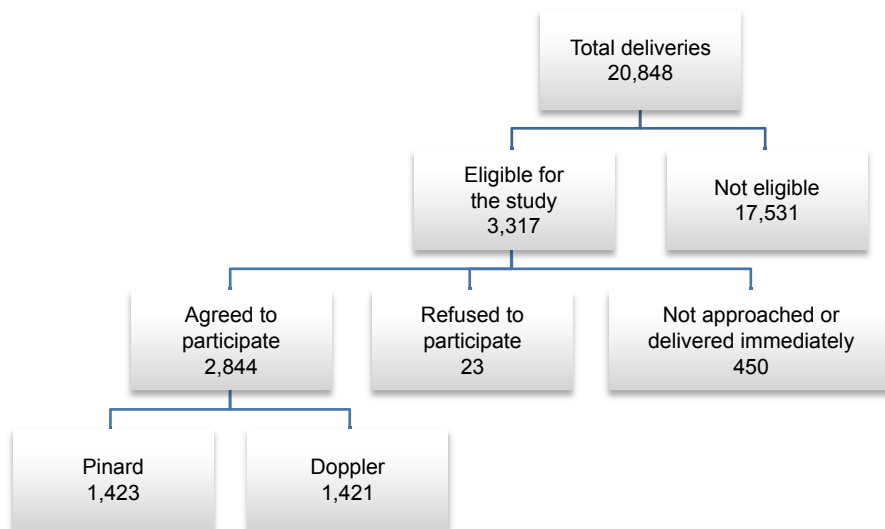 Total deliveries
20,848
Eligible for
the study
3,317
Not eligible
17,531
Agreed to
participate
2,844
Refused to
participate
23
Not approached or
delivered immediately
450
Pinard
1,423
Doppler
1,421